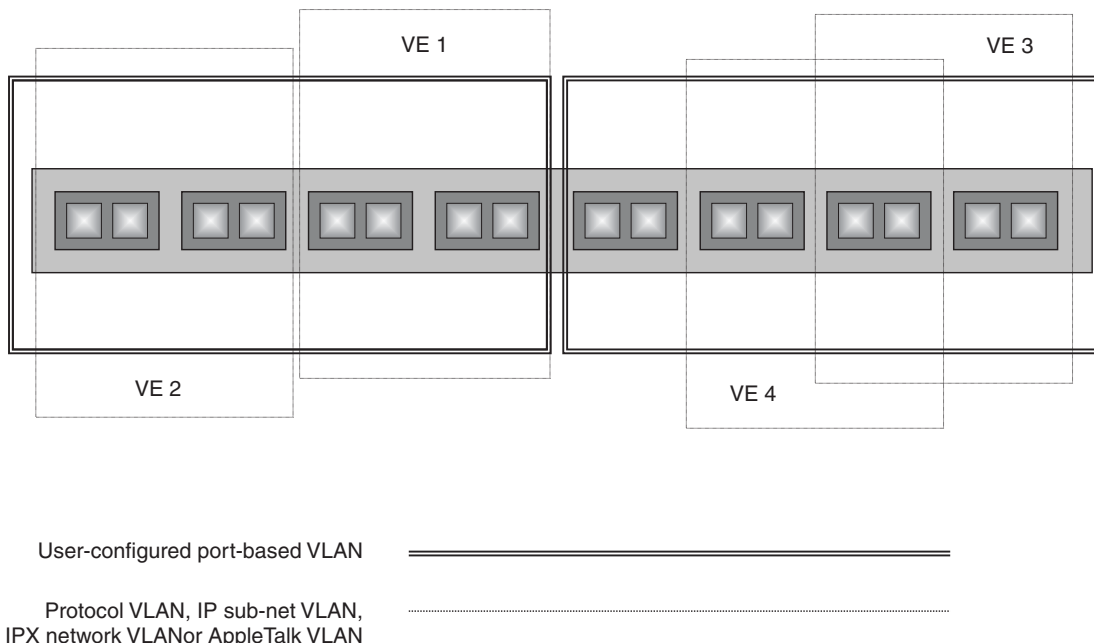 VE 1
VE 3
VE 2
VE 4
User-configured port-based VLAN
Protocol VLAN, IP sub-net VLAN,
IPX network VLANor AppleTalk VLAN